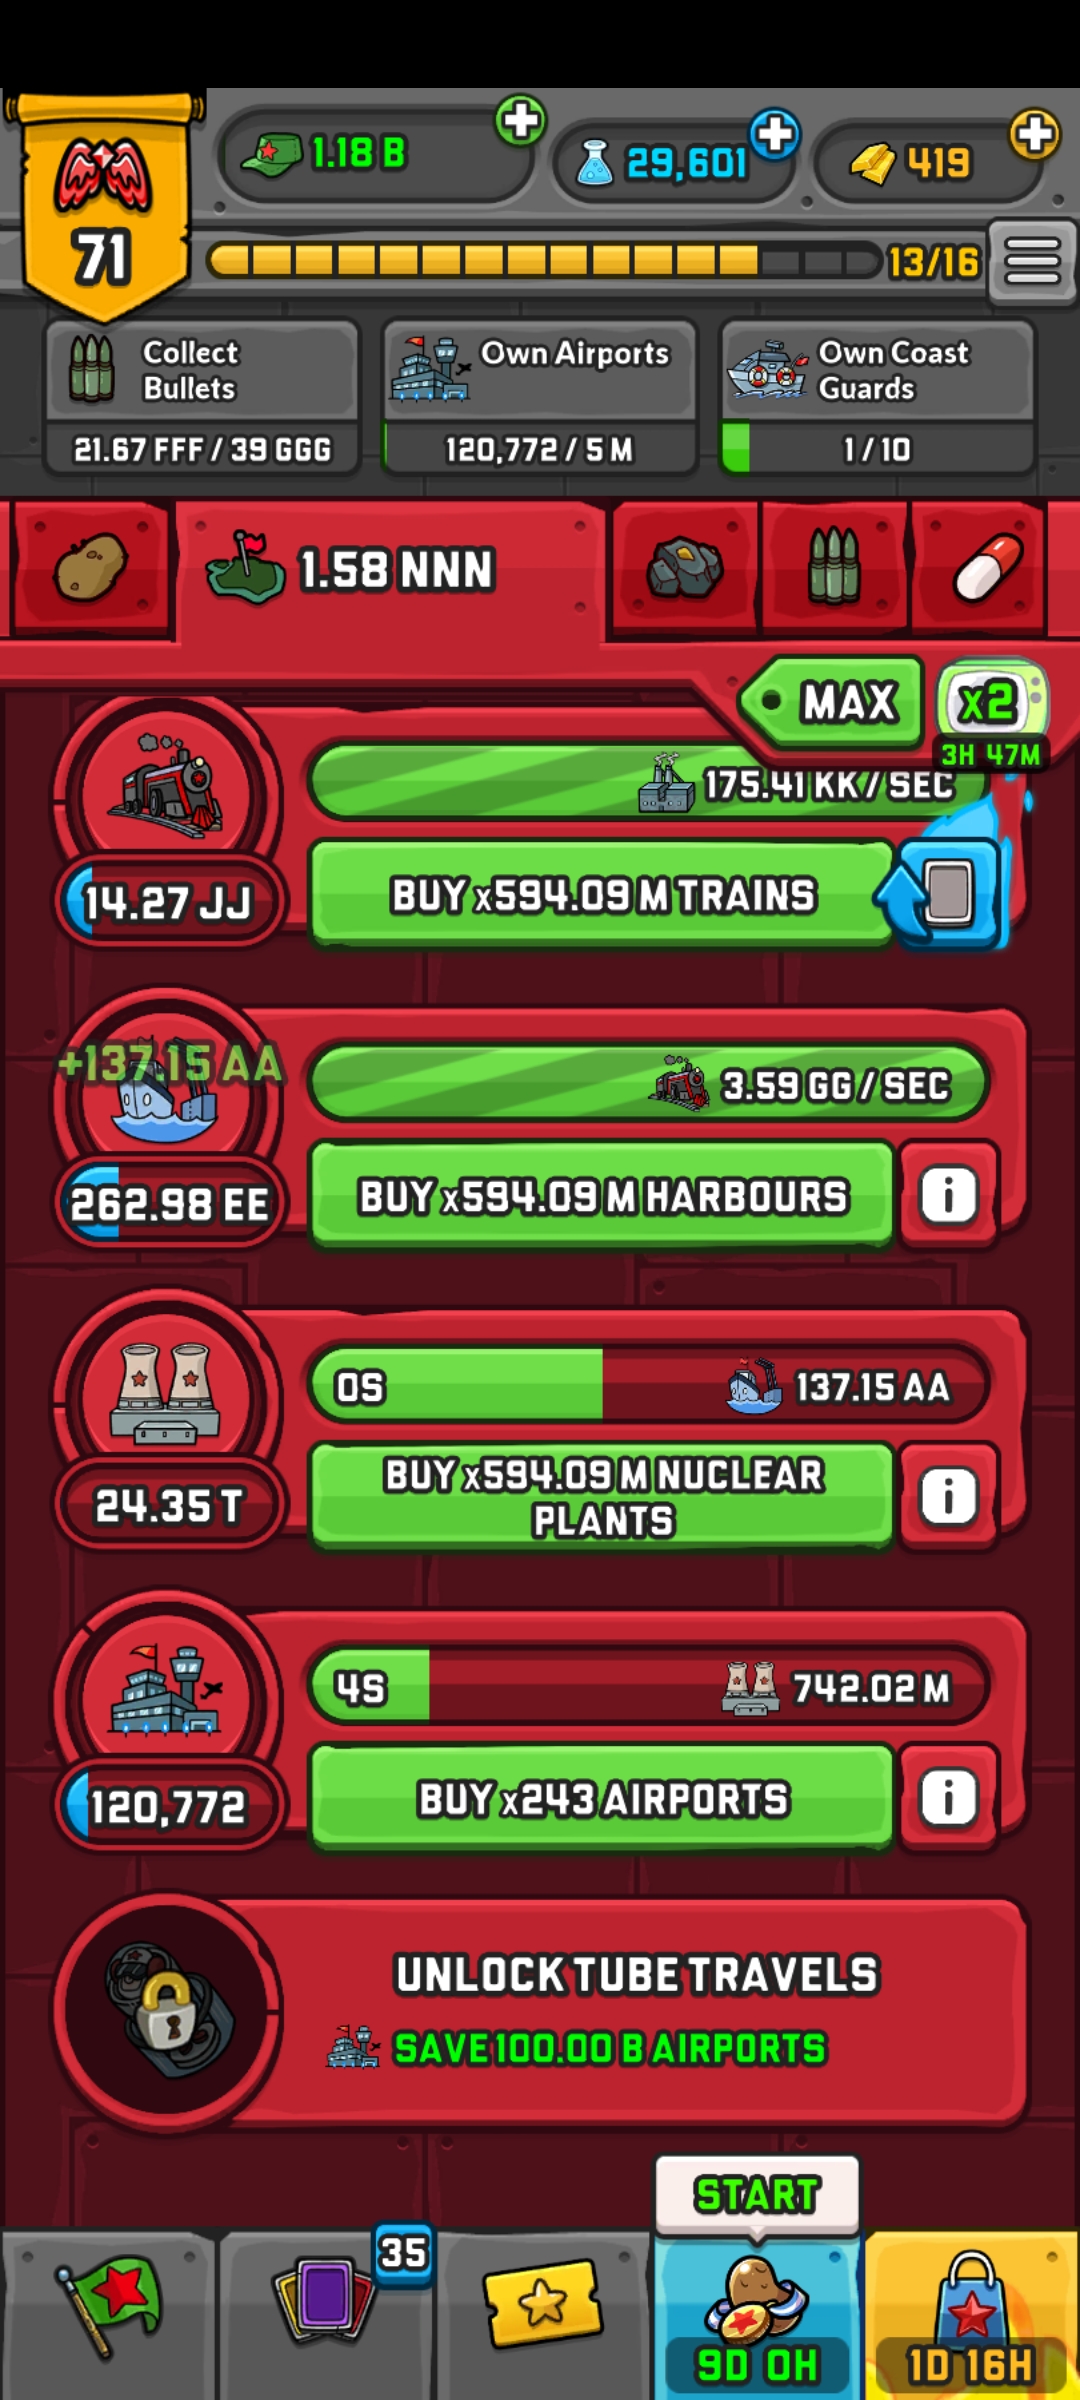 71
1.18 B
29,601
419
13/16
Collect
Bullets
21.67 FFF / 39 GGG
Own Airports
120,772 / 5 M
Own Coast
Guards
1 / 10
1.58 NNN
MAX
x2
3H 47M
175.41 KK / SEC
14.27 JJ
BUY x594.09 M TRAINS
+137.15 AA
3.59 GG / SEC
262.98 EE
BUY x594.09 M HARBOURS
i
0S
137.15 AA
24.35 T
BUY x594.09 M NUCLEAR
PLANTS
i
4S
742.02 M
120,772
BUY x243 AIRPORTS
i
UNLOCK TUBE TRAVELS
SAVE 100.00 B AIRPORTS
START
35
9D 0H
1D 16H